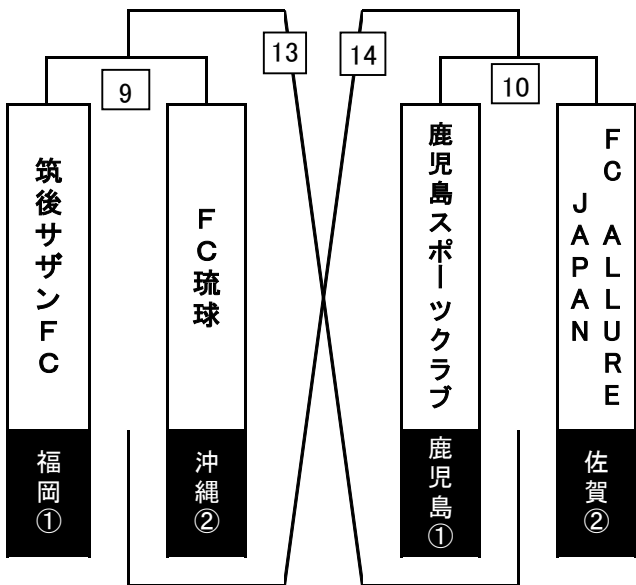 13
14
9
10
筑後サザンFC
FC琉球
鹿児島スポーツクラブ
FC ALLURE
JAPAN
福岡①
沖縄②
鹿児島①
佐賀②